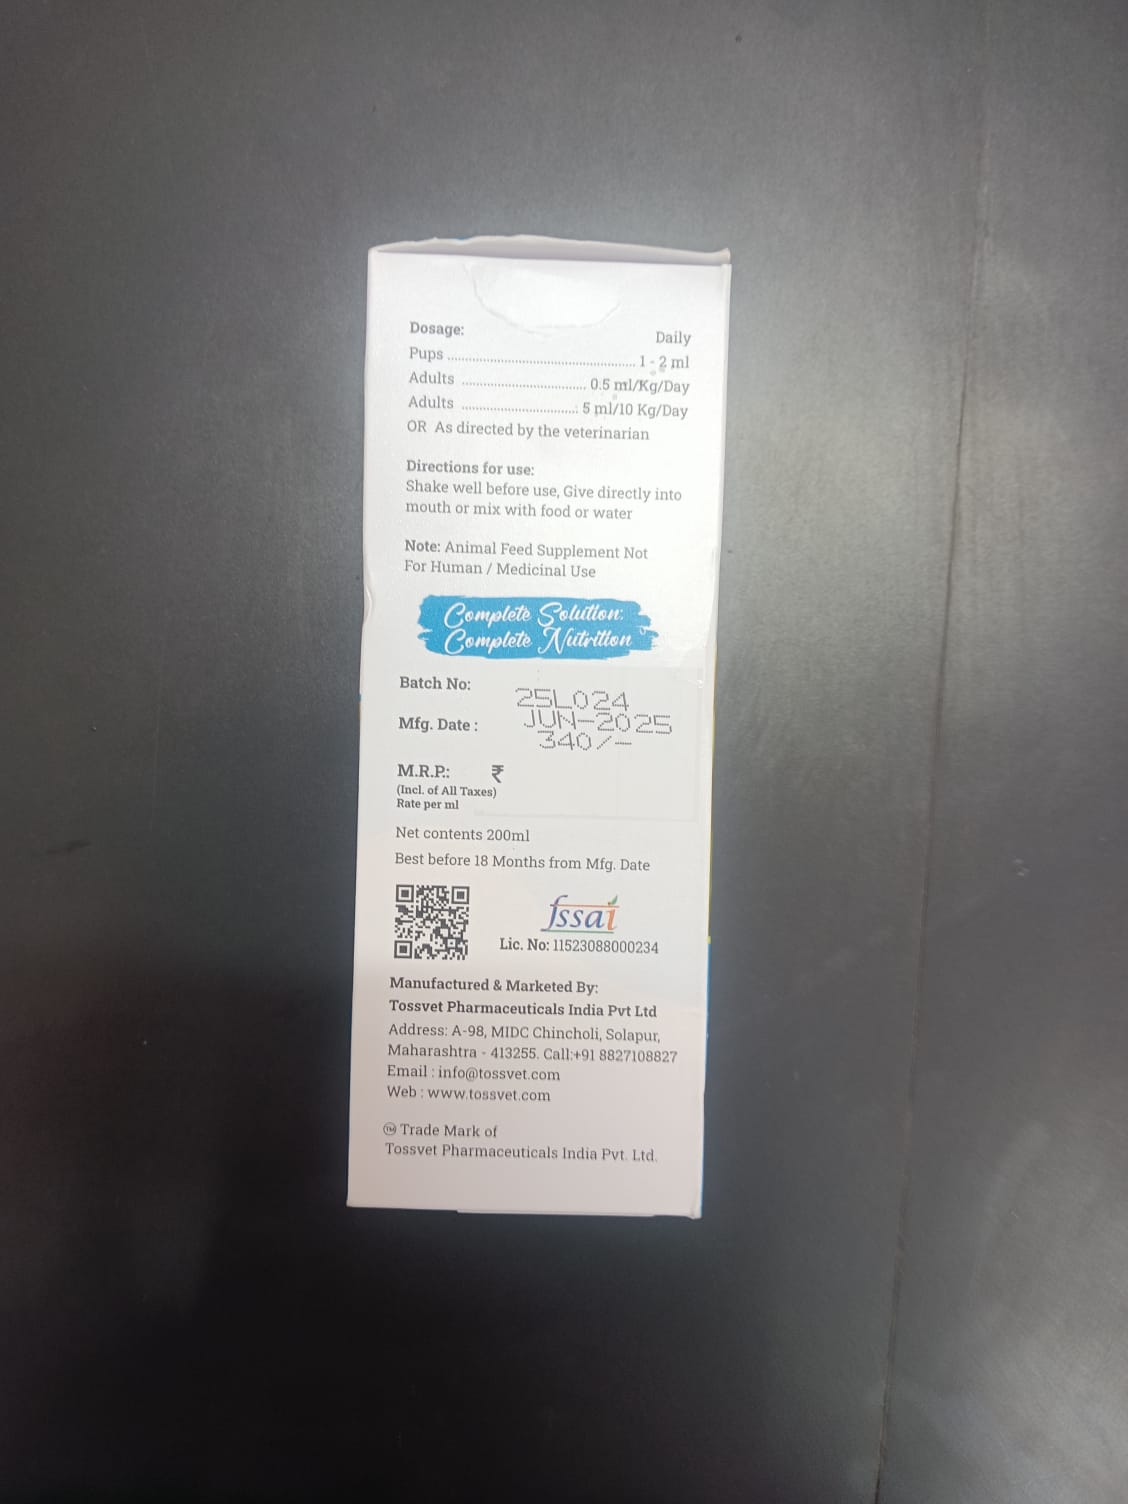 Dosage:
Daily
Pups ................................................ 1 - 2 ml
Adults ............................... 0.5 ml/Kg/Day
Adults ............................. 5 ml/10 Kg/Day
OR As directed by the veterinarian
Directions for use:
Shake well before use, Give directly into
mouth or mix with food or water
Note: Animal Feed Supplement Not
For Human / Medicinal Use
Complete Solution:
Complete Nutrition
Batch No: 25L024
Mfg. Date : JUN-2025
340/-
M.R.P.: ₹
(Incl. of All Taxes)
Rate per ml
Net contents 200ml
Best before 18 Months from Mfg. Date
fssai
Lic. No: 11523088000234
Manufactured & Marketed By:
Tossvet Pharmaceuticals India Pvt Ltd
Address: A-98, MIDC Chincholi, Solapur,
Maharashtra - 413255. Call:+91 8827108827
Email : info@tossvet.com
Web : www.tossvet.com
TM Trade Mark of
Tossvet Pharmaceuticals India Pvt. Ltd.